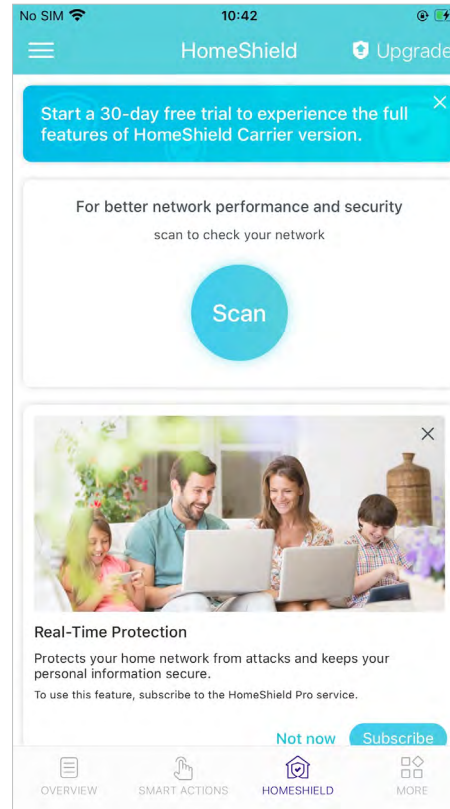 No SIM 10:42
HomeShield Upgrade
Start a 30-day free trial to experience the full
features of HomeShield Carrier version.
For better network performance and security
scan to check your network
Scan
Real-Time Protection
Protects your home network from attacks and keeps your
personal information secure.
To use this feature, subscribe to the HomeShield Pro service.
Not now Subscribe
OVERVIEW SMART ACTIONS HOMESHIELD MORE